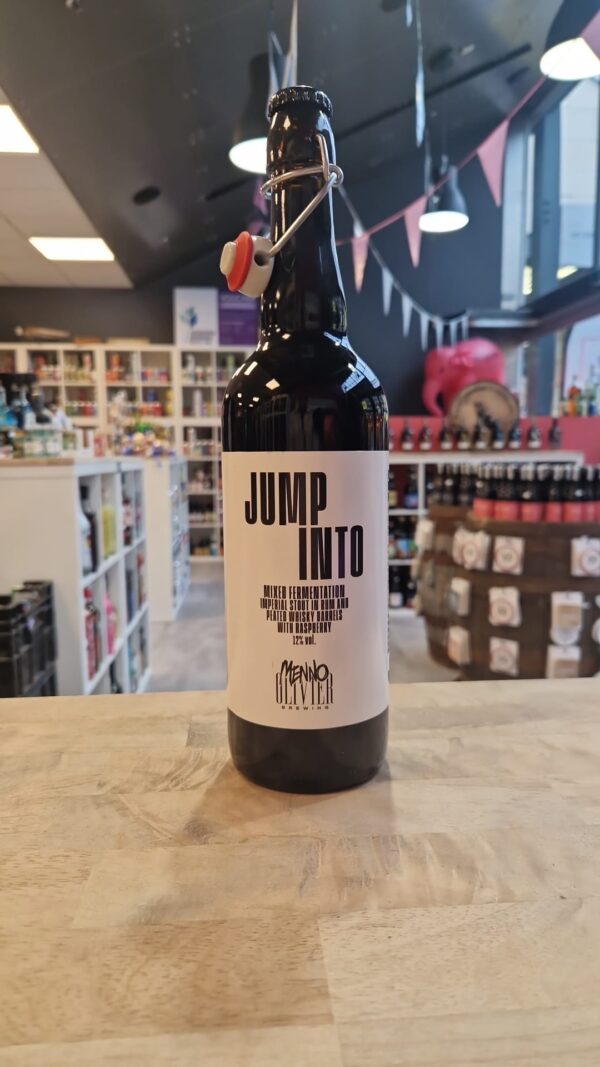 JUMP
INTO
MIXED FERMENTATION
IMPERIAL STOUT IN RUM AND
PEATED WHISKY BARRELS
WITH RASPBERRY
12% vol.
MENNO
OLIVIER
BREWING